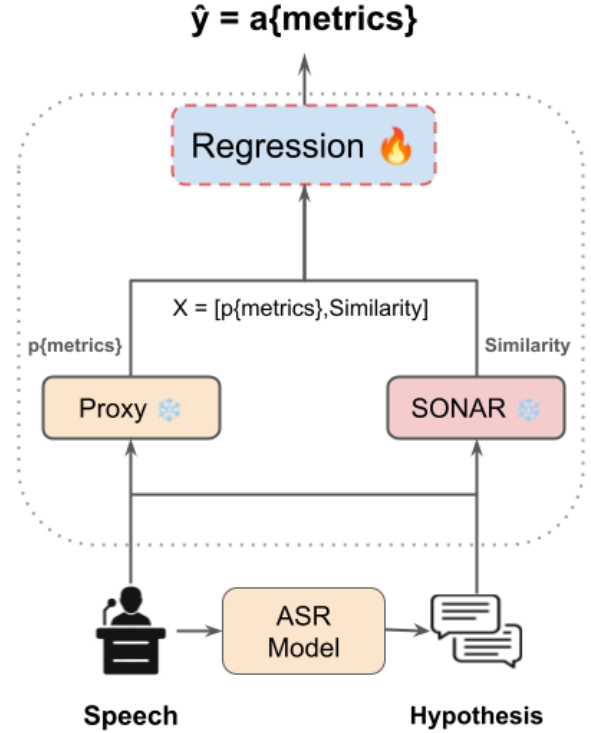 ŷ = a{metrics}
Regression 🔥
X = [p{metrics},Similarity]
p{metrics}
Similarity
Proxy ❄️
SONAR ❄️
ASR
Model
Speech
Hypothesis